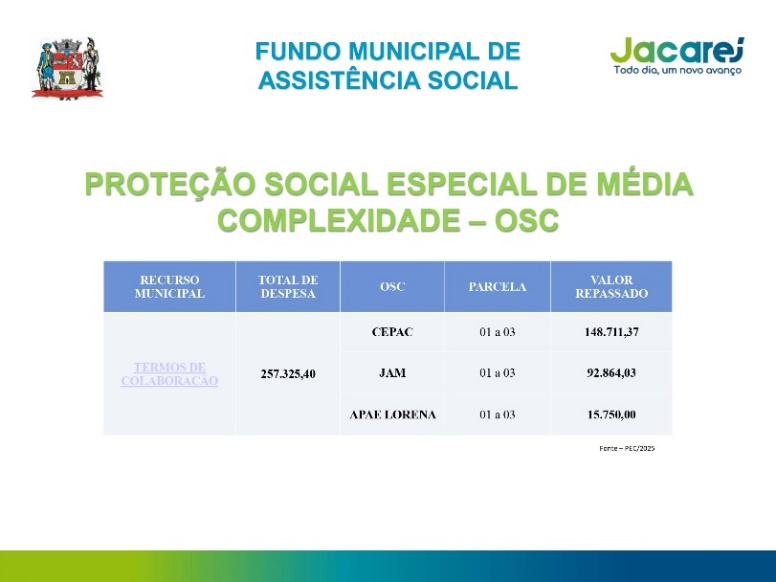 FUNDO MUNICIPAL DE
ASSISTÊNCIA SOCIAL
Jacareí
Todo dia, um novo avanço
PROTEÇÃO SOCIAL ESPECIAL DE MÉDIA
COMPLEXIDADE – OSC
RECURSO
MUNICIPAL
TOTAL DE
DESPESA
OSC
PARCELA
VALOR
REPASSADO
TERMOS DE
COLABORAÇÃO
257.325,40
CEPAC
01 a 03
148.711,37
JAM
01 a 03
92.864,03
APAE LORENA
01 a 03
15.750,00
Fonte – PEC/2025